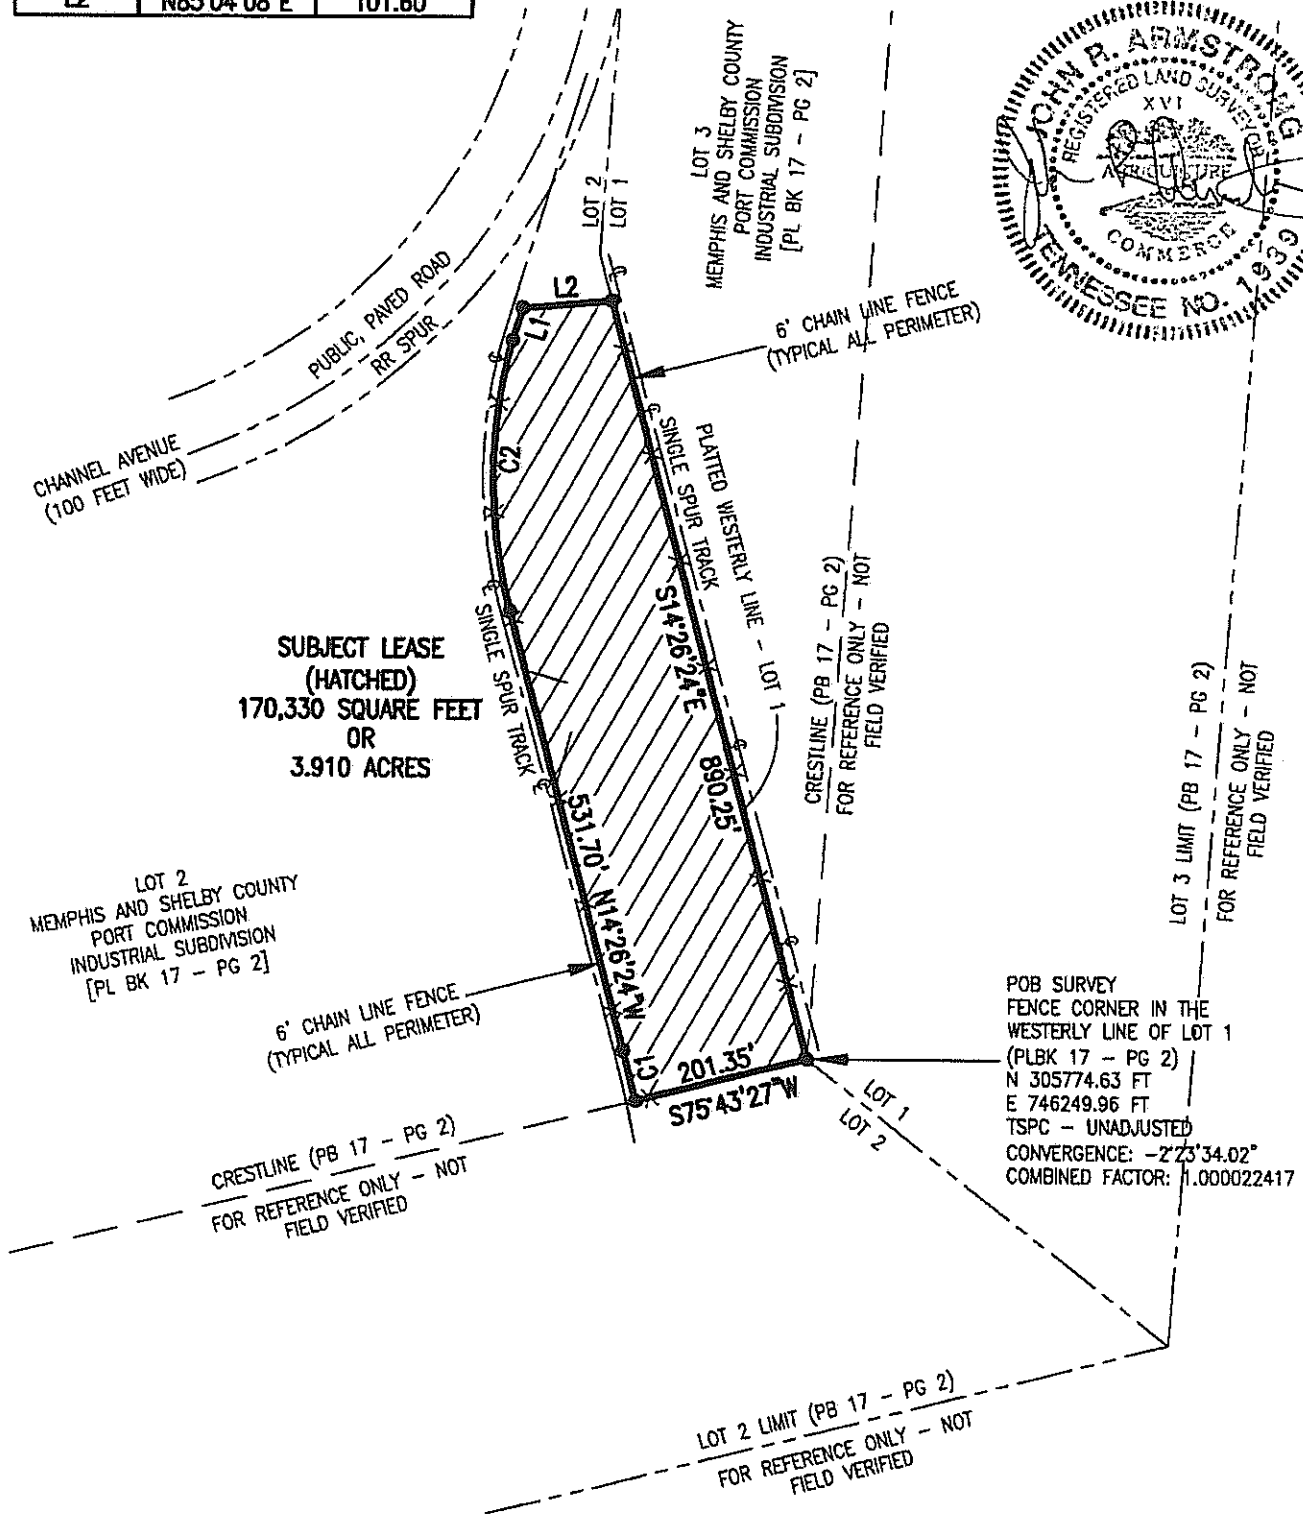 L2 N85°04'08"E 101.60'
JOHN R. ARMSTRONG
REGISTERED LAND SURVEYOR
XVI
AGRICULTURE
COMMERCE
TENNESSEE NO. 1939
LOT 3
MEMPHIS AND SHELBY COUNTY
PORT COMMISSION
INDUSTRIAL SUBDIVISION
[PL BK 17 - PG 2]
LOT 2
LOT 1
L2
L1
6' CHAIN LINE FENCE
(TYPICAL ALL PERIMETER)
PUBLIC, PAVED ROAD
RR SPUR
CHANNEL AVENUE
(100 FEET WIDE)
C2
PLATTED WESTERLY LINE - LOT 1
SINGLE SPUR TRACK
S14°26'24"E
890.25'
CRESTLINE (PB 17 - PG 2)
FOR REFERENCE ONLY - NOT
FIELD VERIFIED
SUBJECT LEASE
(HATCHED)
170,330 SQUARE FEET
OR
3.910 ACRES
SINGLE SPUR TRACK
531.70' N14°26'24"W
LOT 3 LIMIT (PB 17 - PG 2)
FOR REFERENCE ONLY - NOT
FIELD VERIFIED
LOT 2
MEMPHIS AND SHELBY COUNTY
PORT COMMISSION
INDUSTRIAL SUBDIVISION
[PL BK 17 - PG 2]
6' CHAIN LINE FENCE
(TYPICAL ALL PERIMETER)
C1
201.35'
S75°43'27"W
POB SURVEY
FENCE CORNER IN THE
WESTERLY LINE OF LOT 1
(PLBK 17 - PG 2)
N 305774.63 FT
E 746249.96 FT
TSPC - UNADJUSTED
CONVERGENCE: -2°23'34.02"
COMBINED FACTOR: 1.000022417
LOT 1
LOT 2
CRESTLINE (PB 17 - PG 2)
FOR REFERENCE ONLY - NOT
FIELD VERIFIED
LOT 2 LIMIT (PB 17 - PG 2)
FOR REFERENCE ONLY - NOT
FIELD VERIFIED